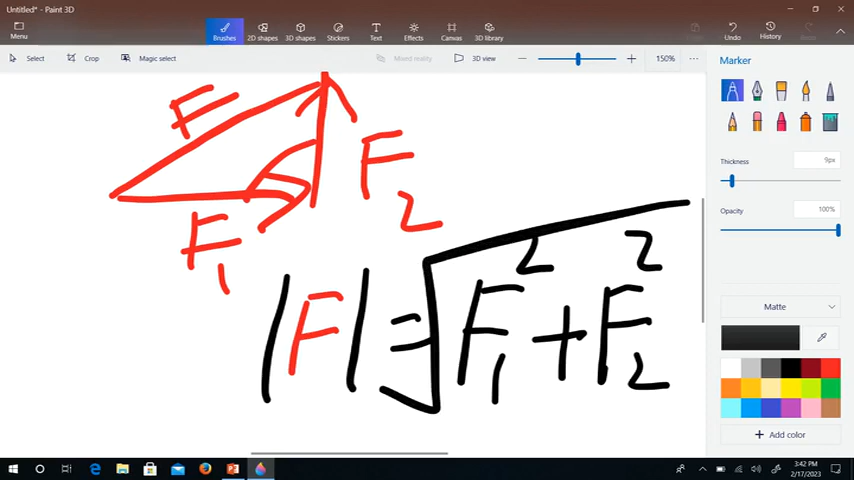 Untitled* - Paint 3D
Menu
Brushes 2D shapes 3D shapes Stickers Text Effects Canvas 3D library Undo History
Select Crop Magic select Mixed reality 3D view 150%
Marker
Thickness 9px
Opacity 100%
Matte
Add color
F
F2
F1
|F| = √F1² + F2²
3:42 PM
2/17/2023